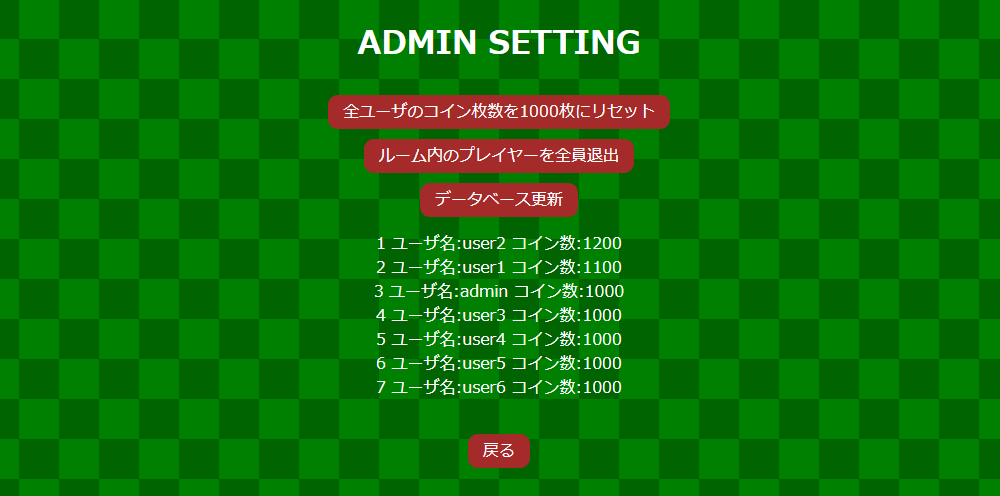 ADMIN SETTING
全ユーザのコイン枚数を1000枚にリセット
ルーム内のプレイヤーを全員退出
データベース更新
1 ユーザ名:user2 コイン数:1200
2 ユーザ名:user1 コイン数:1100
3 ユーザ名:admin コイン数:1000
4 ユーザ名:user3 コイン数:1000
5 ユーザ名:user4 コイン数:1000
6 ユーザ名:user5 コイン数:1000
7 ユーザ名:user6 コイン数:1000
戻る